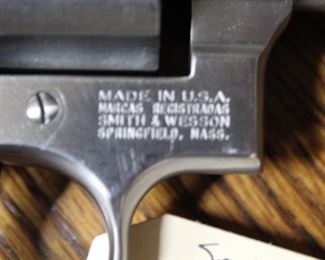 MADE IN U.S.A.
MARCAS REGISTRADAS
SMITH & WESSON
SPRINGFIELD, MASS.